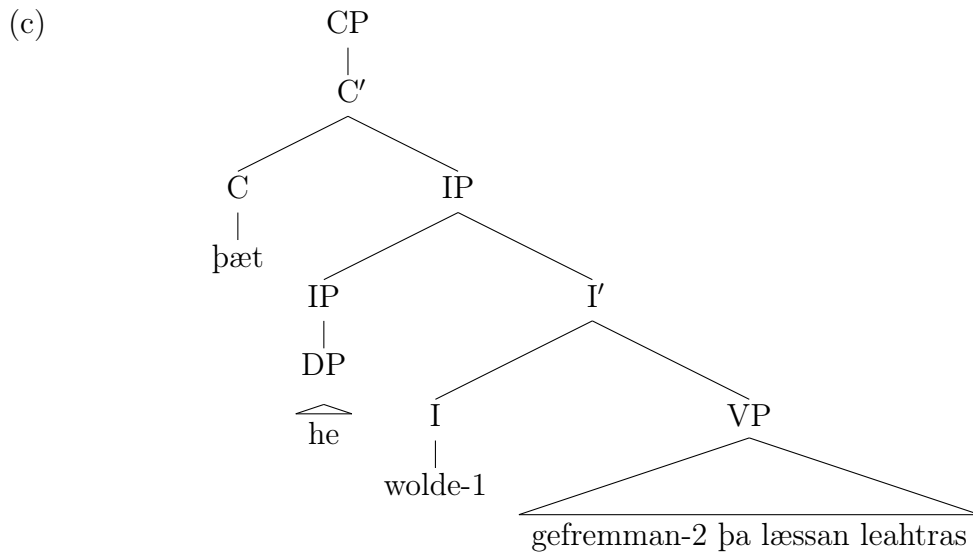 (c)
CP
C′
C IP
þæt
IP I′
DP
he
I VP
wolde-1
gefremman-2 þa læssan leahtras